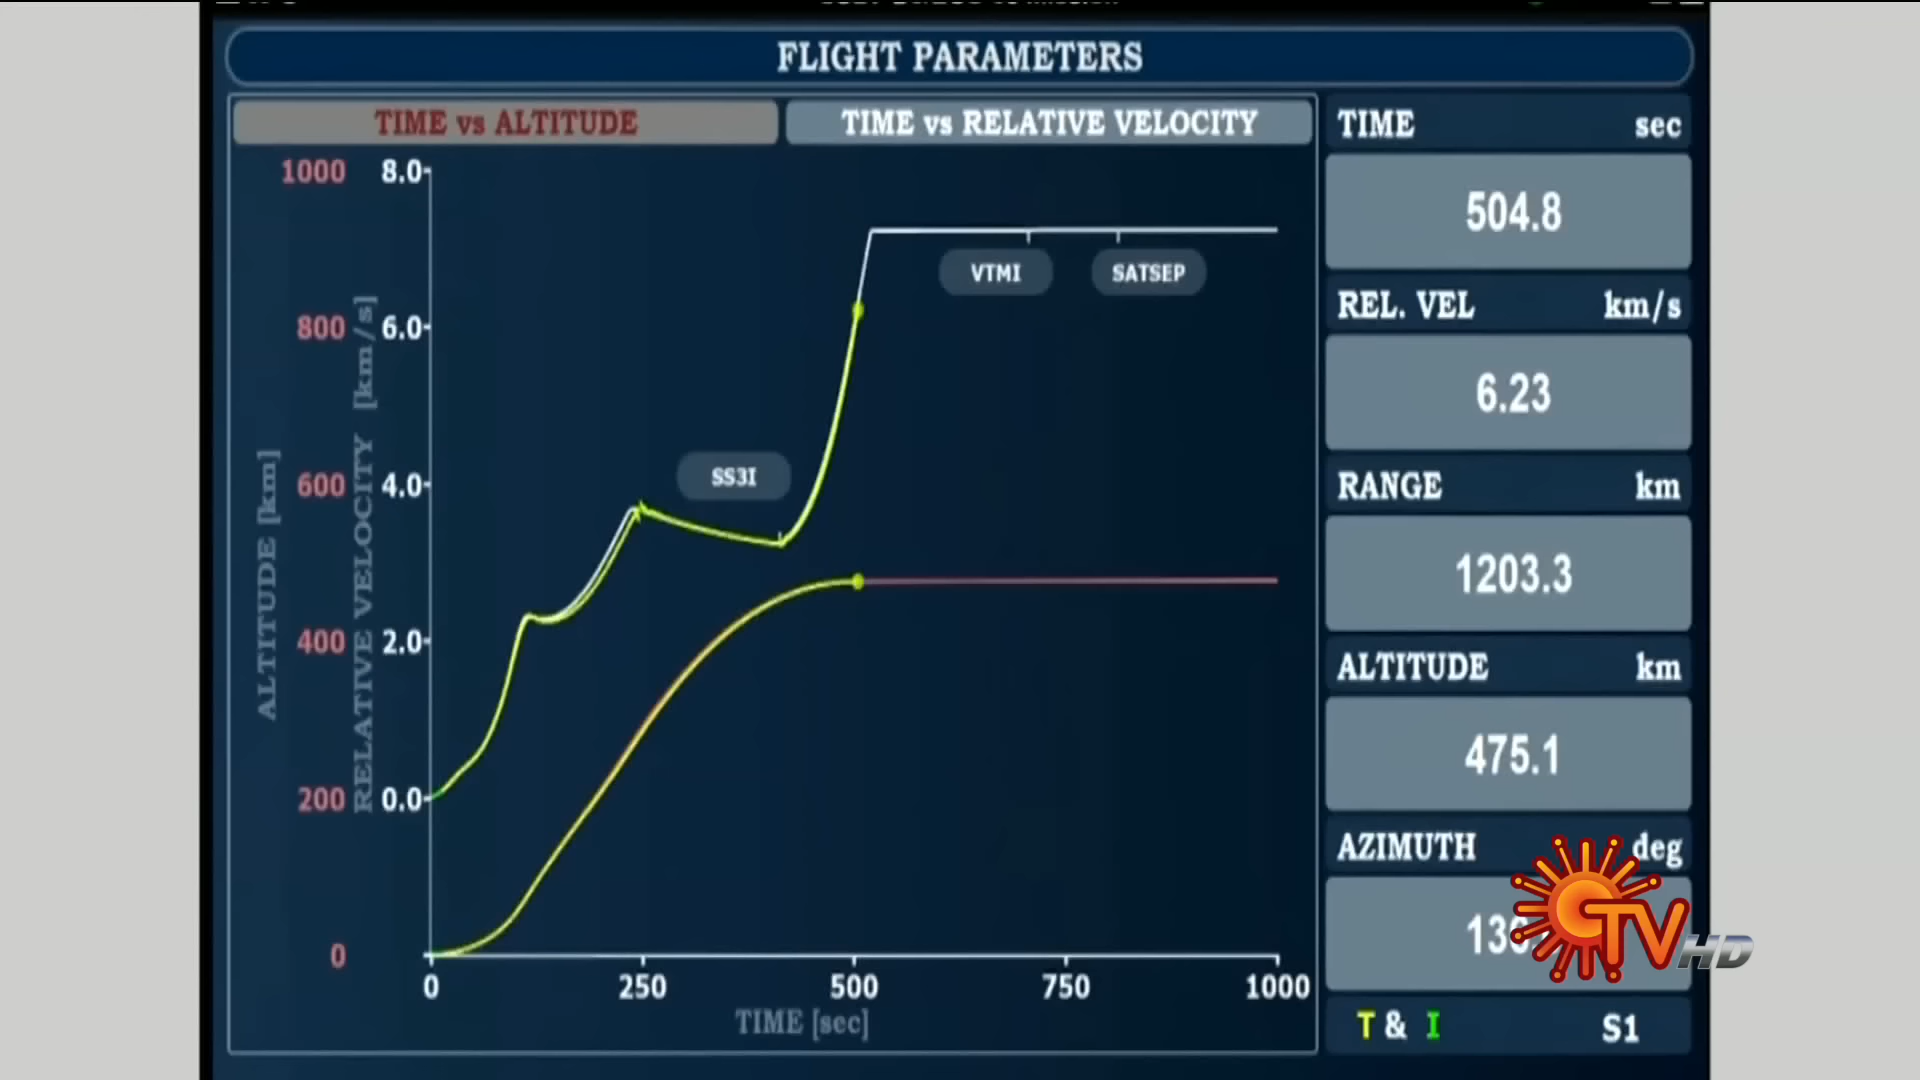 FLIGHT PARAMETERS
TIME vs ALTITUDE
TIME vs RELATIVE VELOCITY
1000 8.0
800 6.0
600 4.0
400 2.0
200 0.0
0
ALTITUDE [km]
RELATIVE VELOCITY [km/s]
VTMI
SATSEP
SS3I
0 250 500 750 1000
TIME [sec]
TIME sec
504.8
REL. VEL km/s
6.23
RANGE km
1203.3
ALTITUDE km
475.1
AZIMUTH deg
T & I S1
TV HD